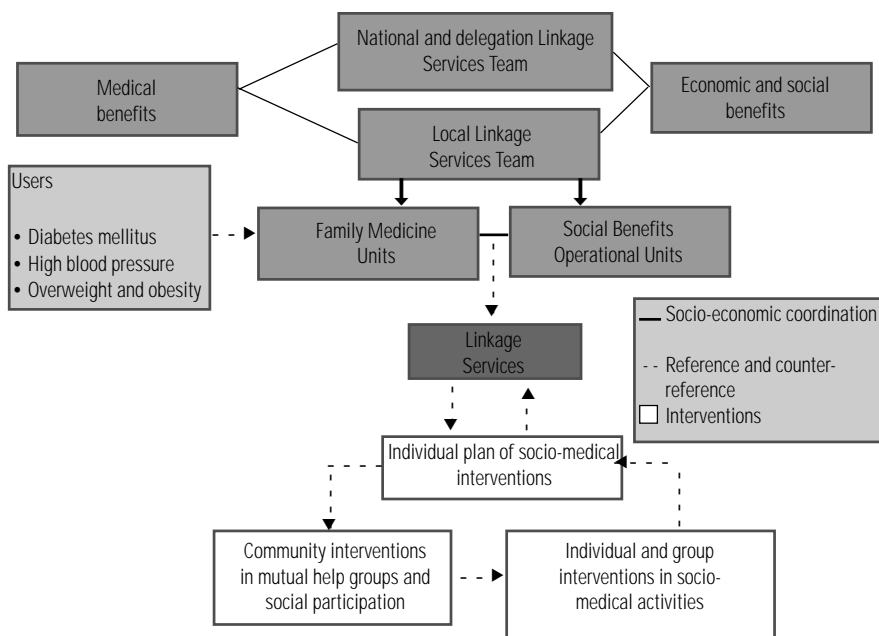 National and delegation Linkage
Services Team
Medical
benefits
Economic and social
benefits
Local Linkage
Services Team
Users
• Diabetes mellitus
• High blood pressure
• Overweight and obesity
Family Medicine
Units
Social Benefits
Operational Units
Linkage
Services
Socio-economic coordination
Reference and counter-
reference
Interventions
Individual plan of socio-medical
interventions
Community interventions
in mutual help groups and
social participation
Individual and group
interventions in socio-
medical activities